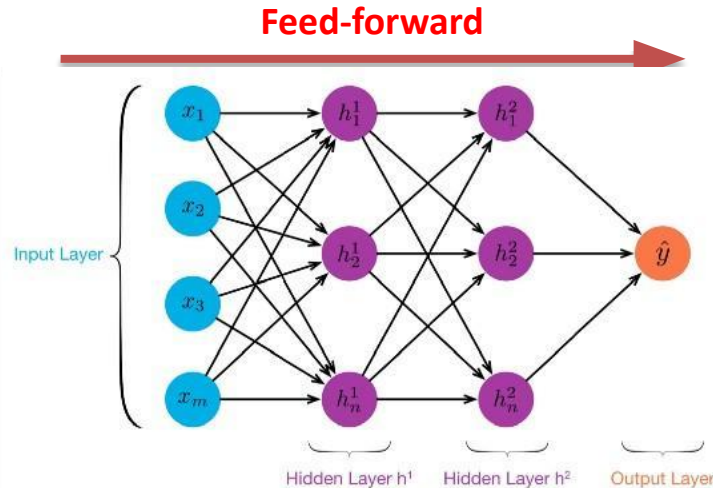 Feed-forward
x₁ h₁¹ h₁²
x₂
Input Layer h₂¹ h₂² ŷ
x₃
xₘ hₙ¹ hₙ²
Hidden Layer h¹ Hidden Layer h² Output Layer